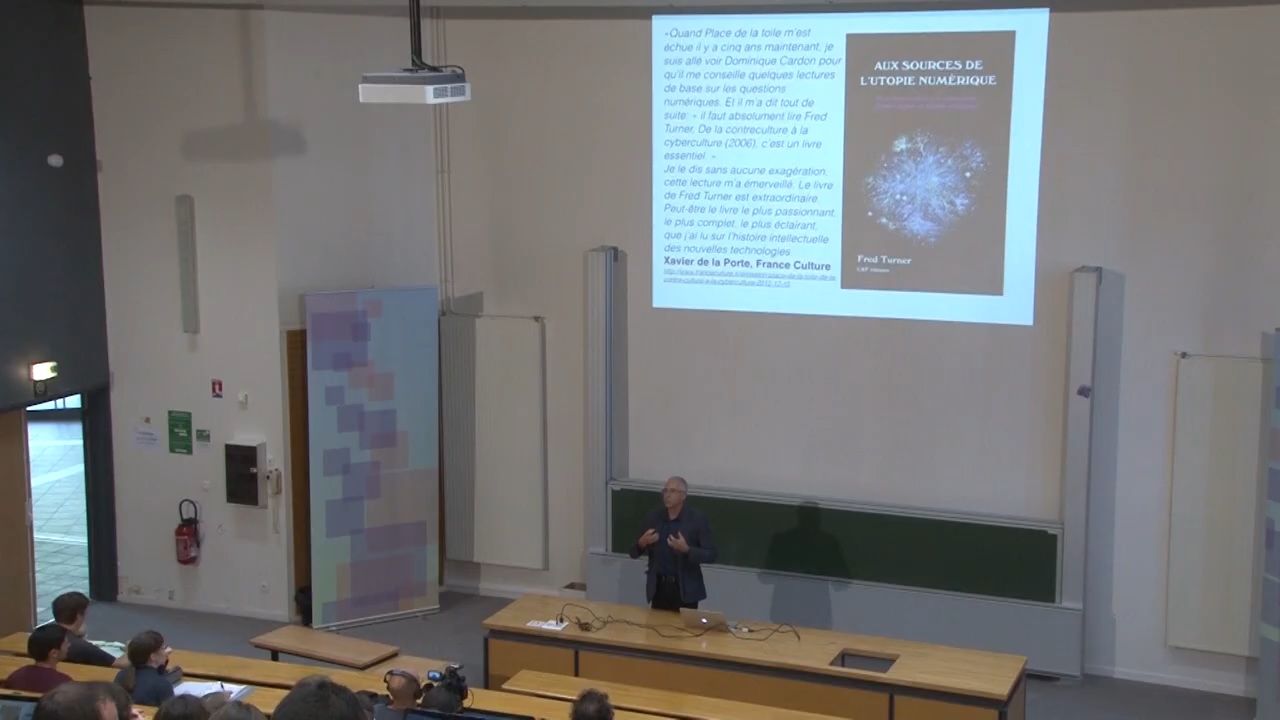 «Quand Place de la toile m'est
échue il y a cinq ans maintenant, je
suis allé voir Dominique Cardon pour
qu'il me conseille quelques lectures
de base sur les questions
numériques. Et il m'a dit tout de
suite: « il faut absolument lire Fred
Turner, De la contreculture à la
cyberculture (2006), c'est un livre
essentiel. »
Je le dis sans aucune exagération,
cette lecture m'a émerveillé. Le livre
de Fred Turner est extraordinaire.
Peut-être le livre le plus passionnant,
le plus complet, le plus éclairant,
que j'ai lu sur l'histoire intellectuelle
des nouvelles technologies.
Xavier de la Porte, France Culture
AUX SOURCES DE
L'UTOPIE NUMÉRIQUE
Fred Turner